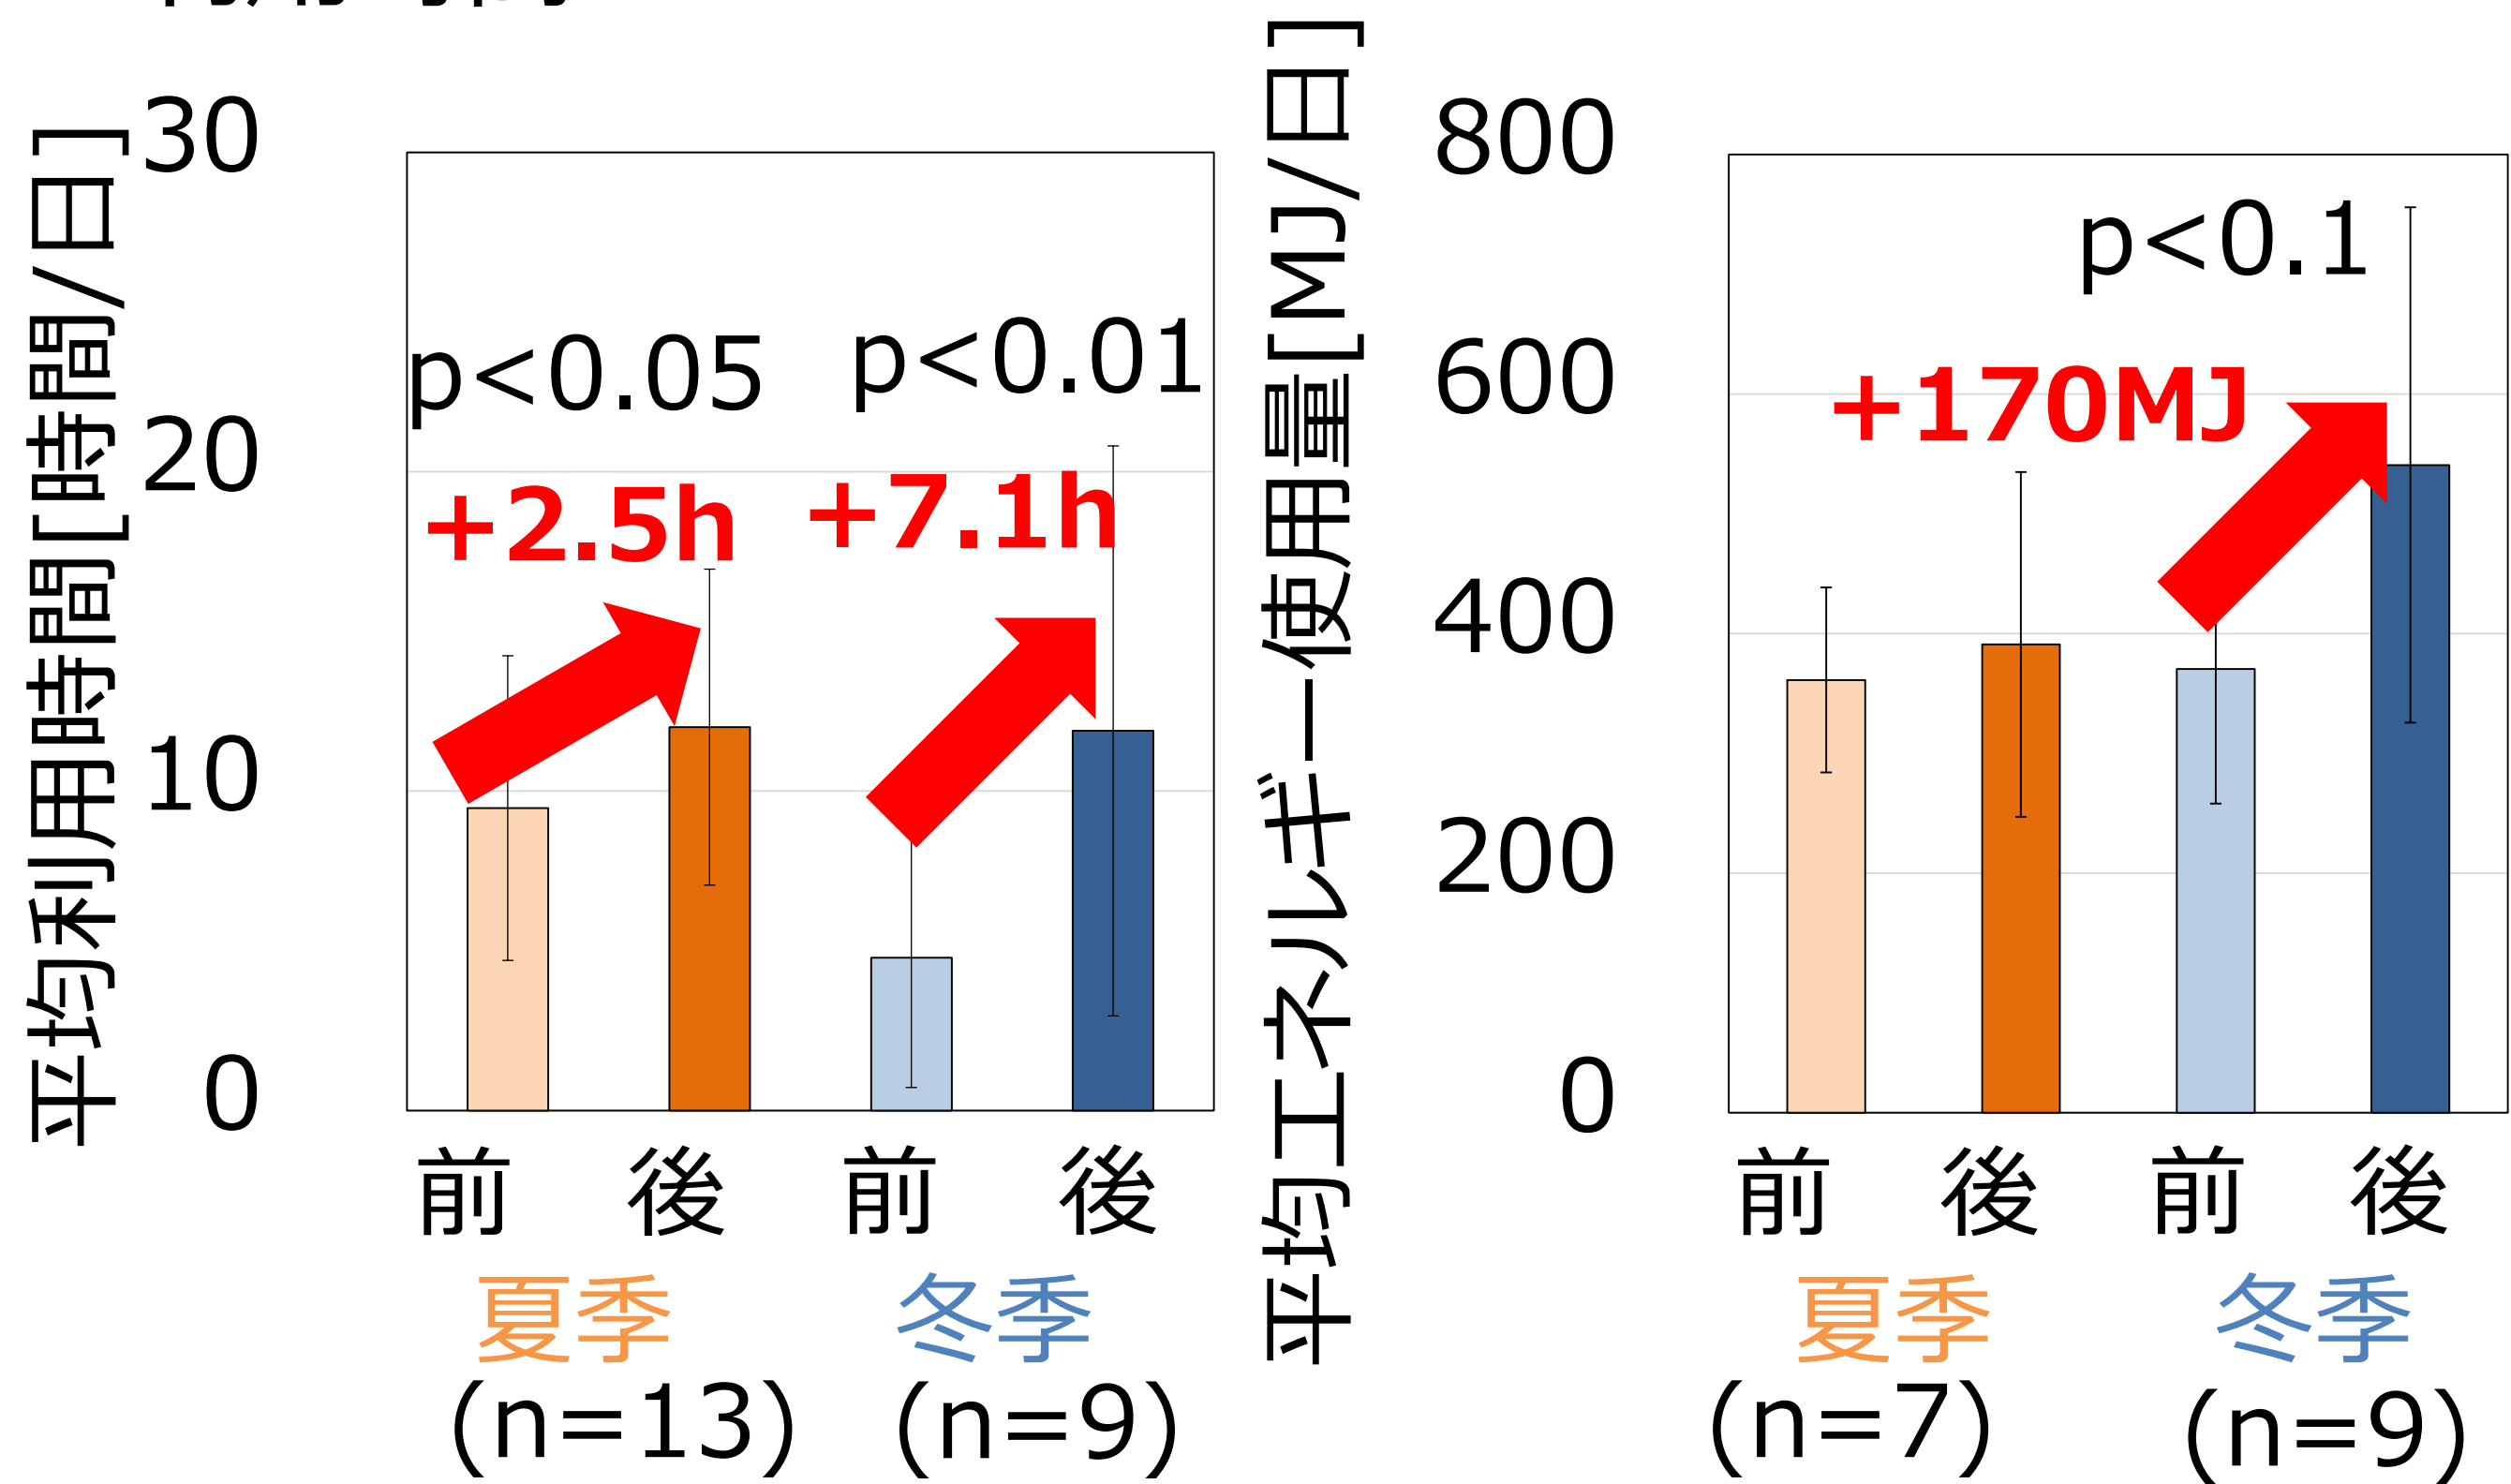 平均利用時間[時間/日]
30
20
10
0
p<0.05
p<0.01
+2.5h
+7.1h
前 後 前 後
夏季 冬季
(n=13) (n=9)
平均エネルギー使用量[MJ/日]
800
600
400
200
0
p<0.1
+170MJ
前 後 前 後
夏季 冬季
(n=7) (n=9)